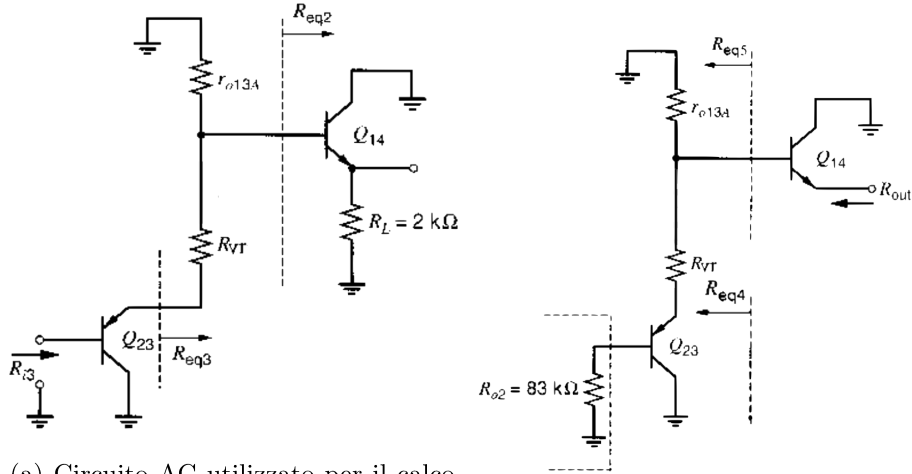 R_eq2
r_o13A
Q_14
R_L = 2 kΩ
R_VT
Q_23
R_eq3
R_i3
R_eq5
r_o13A
Q_14
R_out
R_VT
R_eq4
Q_23
R_o2 = 83 kΩ
(a) Circuito AC utilizzato per il calco